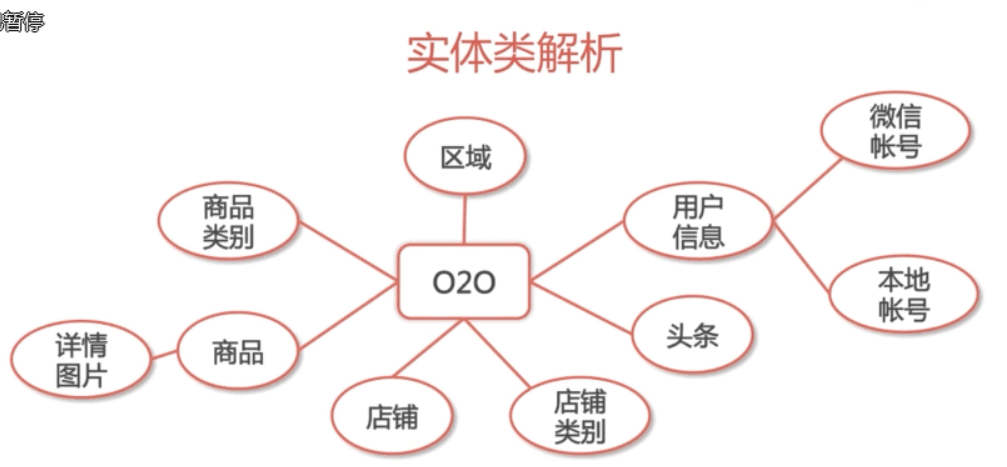 暂停
实体类解析
微信
帐号
区域
商品
类别
用户
信息
O2O
本地
帐号
头条
详情
图片
商品
店铺
店铺
类别